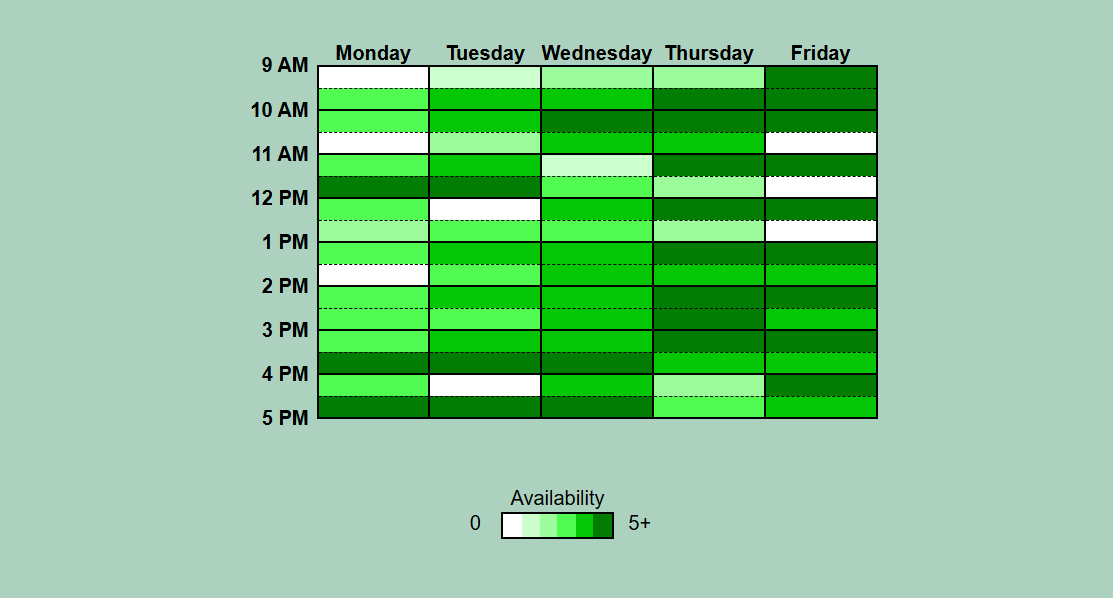 Monday Tuesday Wednesday Thursday Friday
9 AM
10 AM
11 AM
12 PM
1 PM
2 PM
3 PM
4 PM
5 PM
Availability
0 5+